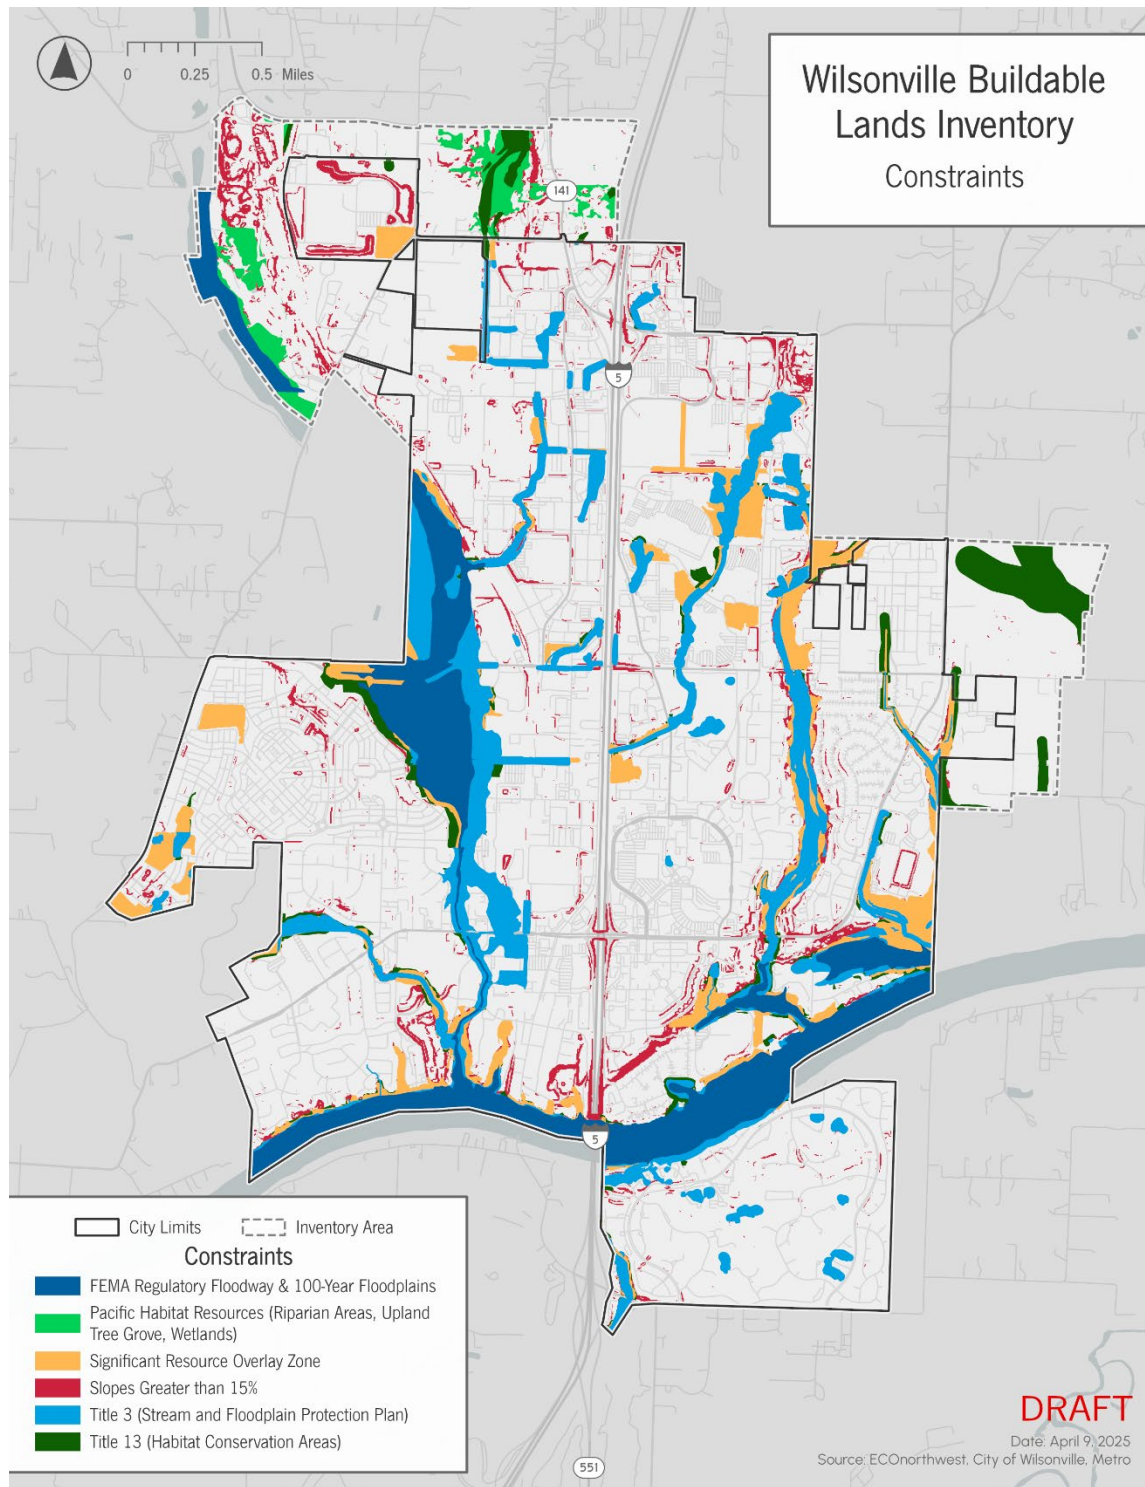 0 0.25 0.5 Miles
Wilsonville Buildable
Lands Inventory
Constraints
141
5
5
City Limits
Inventory Area
Constraints
FEMA Regulatory Floodway & 100-Year Floodplains
Pacific Habitat Resources (Riparian Areas, Upland
Tree Grove, Wetlands)
Significant Resource Overlay Zone
Slopes Greater than 15%
Title 3 (Stream and Floodplain Protection Plan)
Title 13 (Habitat Conservation Areas)
551
DRAFT
Date: April 9, 2025
Source: ECOnorthwest, City of Wilsonville, Metro